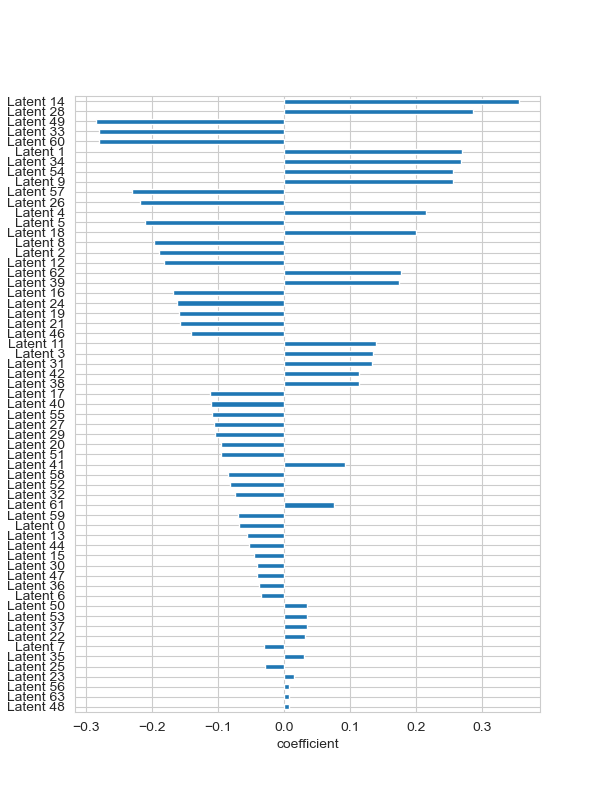 Latent 14
Latent 28
Latent 49
Latent 33
Latent 60
Latent 1
Latent 34
Latent 54
Latent 9
Latent 57
Latent 26
Latent 4
Latent 5
Latent 18
Latent 8
Latent 2
Latent 12
Latent 62
Latent 39
Latent 16
Latent 24
Latent 19
Latent 21
Latent 46
Latent 11
Latent 3
Latent 31
Latent 42
Latent 38
Latent 17
Latent 40
Latent 55
Latent 27
Latent 29
Latent 20
Latent 51
Latent 41
Latent 58
Latent 52
Latent 32
Latent 61
Latent 59
Latent 0
Latent 13
Latent 44
Latent 15
Latent 30
Latent 47
Latent 36
Latent 6
Latent 50
Latent 53
Latent 37
Latent 22
Latent 7
Latent 35
Latent 25
Latent 23
Latent 56
Latent 63
Latent 48
−0.3 −0.2 −0.1 0.0 0.1 0.2 0.3
coefficient